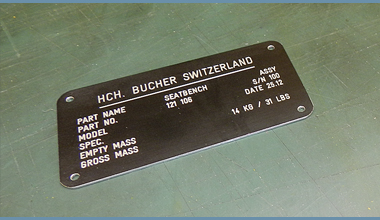 HCH. BUCHER SWITZERLAND
PART NAME SEATBENCH ASSY
PART NO. 121 106 S/N 100
MODEL DATE 25.12
SPEC.
EMPTY MASS 14 KG / 31 LBS
GROSS MASS